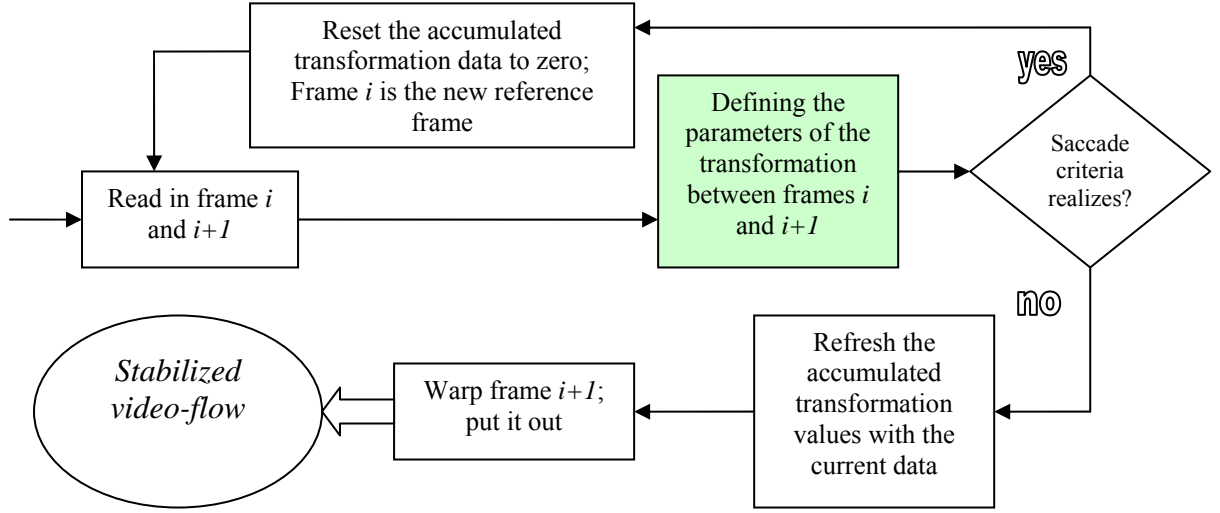 Reset the accumulated
transformation data to zero;
Frame i is the new reference
frame
yes
Defining the
parameters of the
transformation
between frames i
and i+1
Saccade
criteria
realizes?
Read in frame i
and i+1
no
Stabilized
video-flow
Warp frame i+1;
put it out
Refresh the
accumulated
transformation
values with the
current data